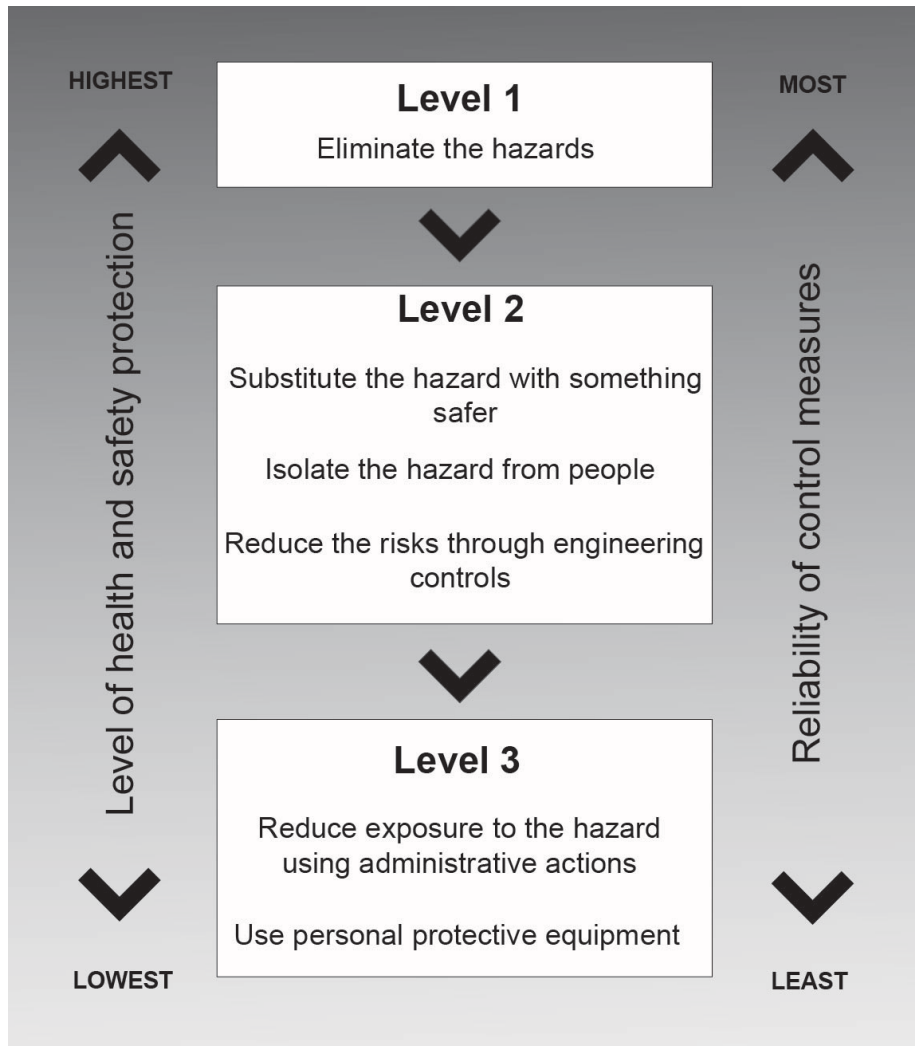 HIGHEST
MOST
Level 1
Eliminate the hazards
Level of health and safety protection
Reliability of control measures
Level 2
Substitute the hazard with something
safer
Isolate the hazard from people
Reduce the risks through engineering
controls
Level 3
Reduce exposure to the hazard
using administrative actions
Use personal protective equipment
LOWEST
LEAST